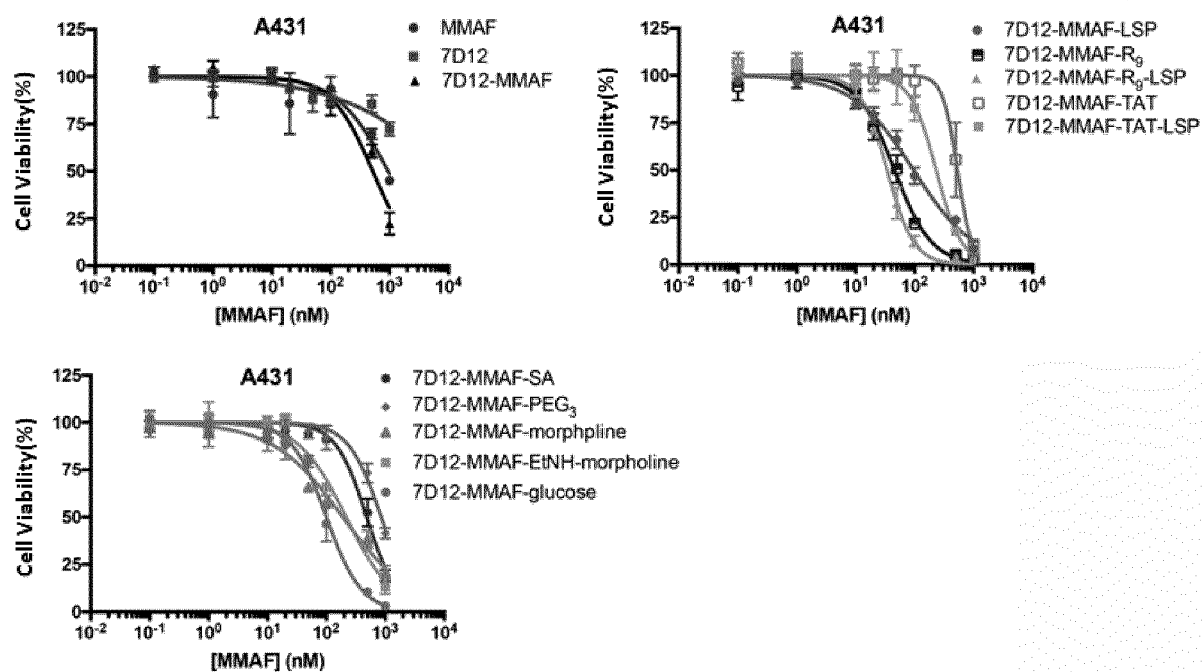 A431
MMAF
7D12
7D12-MMAF
Cell Viability(%)
125
100
75
50
25
0
10-2
10-1
100
101
102
103
104
[MMAF] (nM)
A431
7D12-MMAF-LSP
7D12-MMAF-R9
7D12-MMAF-R9-LSP
7D12-MMAF-TAT
7D12-MMAF-TAT-LSP
Cell Viability(%)
125
100
75
50
25
0
10-2
10-1
100
101
102
103
104
[MMAF] (nM)
A431
7D12-MMAF-SA
7D12-MMAF-PEG3
7D12-MMAF-morphpline
7D12-MMAF-EtNH-morpholine
7D12-MMAF-glucose
Cell Viability(%)
125
100
75
50
25
0
10-2
10-1
100
101
102
103
104
[MMAF] (nM)